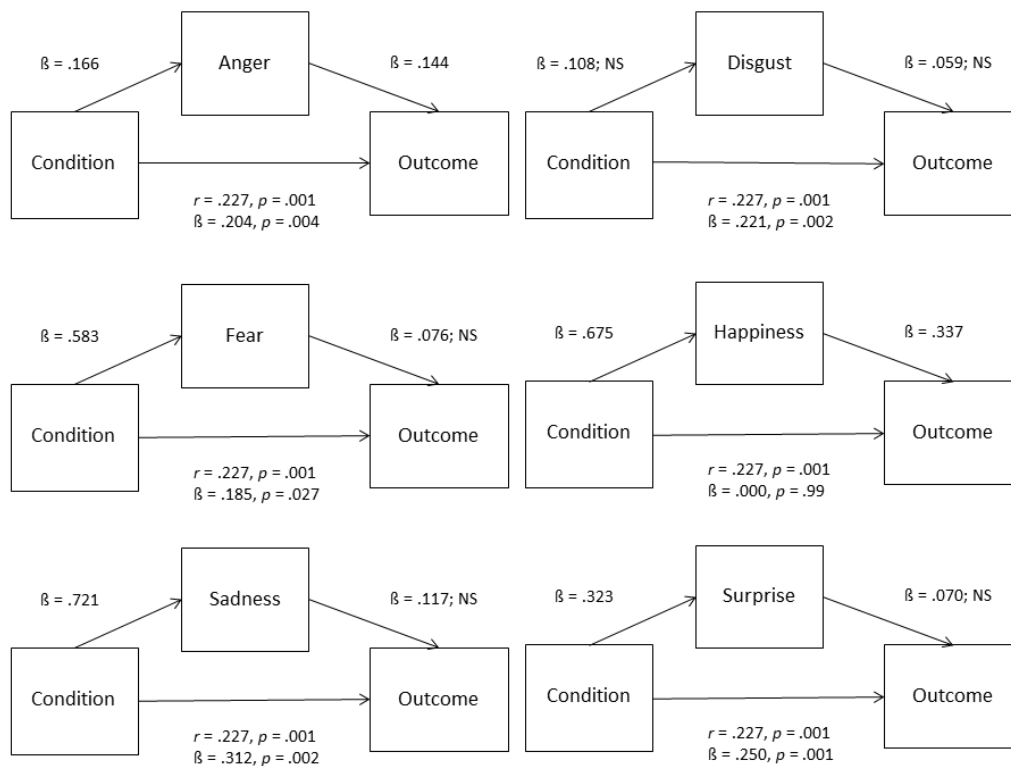 ß = .166
Anger
ß = .144
Condition
Outcome
r = .227, p = .001
ß = .204, p = .004
ß = .108; NS
Disgust
ß = .059; NS
Condition
Outcome
r = .227, p = .001
ß = .221, p = .002
ß = .583
Fear
ß = .076; NS
Condition
Outcome
r = .227, p = .001
ß = .185, p = .027
ß = .675
Happiness
ß = .337
Condition
Outcome
r = .227, p = .001
ß = .000, p = .99
ß = .721
Sadness
ß = .117; NS
Condition
Outcome
r = .227, p = .001
ß = .312, p = .002
ß = .323
Surprise
ß = .070; NS
Condition
Outcome
r = .227, p = .001
ß = .250, p = .001